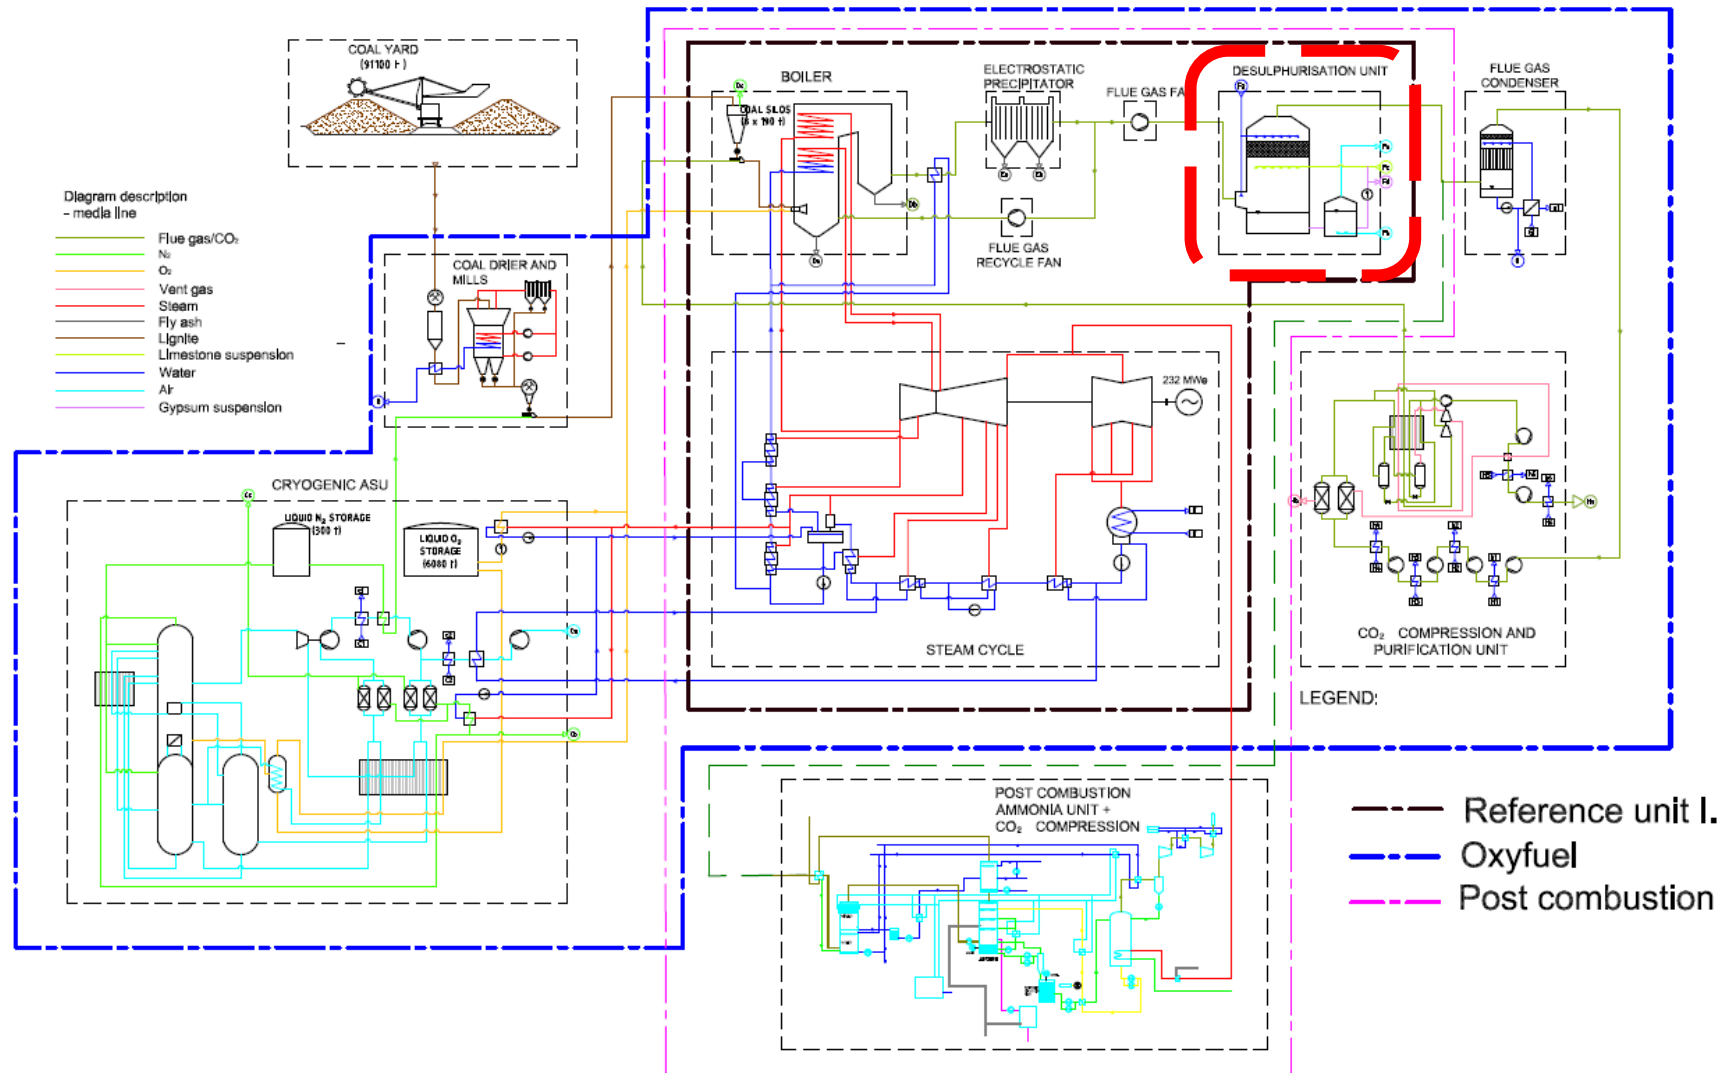 COAL YARD
(91100 t)
BOILER
COAL SILOS
(6 x 190 t)
ELECTROSTATIC
PRECIPITATOR
FLUE GAS FA
DESULPHURISATION UNIT
FLUE GAS
CONDENSER
FLUE GAS
RECYCLE FAN
Diagram description
- media line
Flue gas/CO₂
N₂
O₂
Vent gas
Steam
Fly ash
Lignite
Limestone suspension
Water
Air
Gypsum suspension
COAL DRIER AND
MILLS
232 MWe
STEAM CYCLE
CRYOGENIC ASU
LIQUID N₂ STORAGE
(300 t)
LIQUID O₂
STORAGE
(6080 t)
CO₂ COMPRESSION AND
PURIFICATION UNIT
LEGEND:
POST COMBUSTION
AMMONIA UNIT +
CO₂ COMPRESSION
Reference unit I.
Oxyfuel
Post combustion